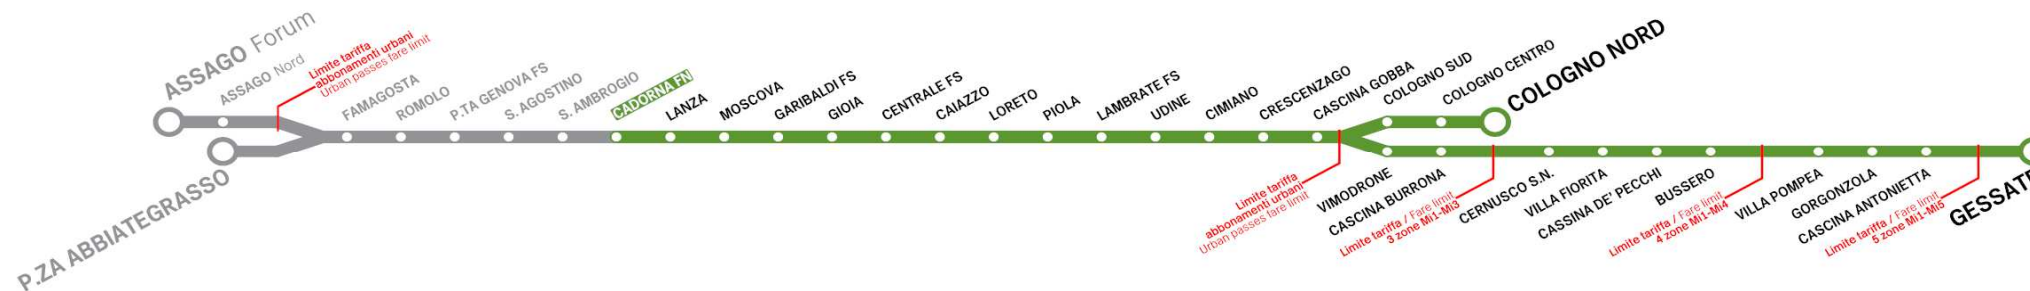 ASSAGO Forum
ASSAGO Nord
Limite tariffa
abbonamenti urbani
Urban passes fare limit
FAMAGOSTA
ROMOLO
P.TA GENOVA FS
S. AGOSTINO
S. AMBROGIO
CADORNA FN
LANZA
MOSCOVA
GARIBALDI FS
GIOIA
CENTRALE FS
CAIAZZO
LORETO
PIOLA
LAMBRATE FS
UDINE
CIMIANO
CRESCENZAGO
CASCINA GOBBA
COLOGNO SUD
COLOGNO CENTRO
COLOGNO NORD
P.ZA ABBIATEGRASSO
Limite tariffa
abbonamenti urbani
Urban passes fare limit
VIMODRONE
CASCINA BURRONA
Limite tariffa / Fare limit
3 zone Mi1-Mi3
CERNUSCO S.N.
VILLA FIORITA
CASSINA DE' PECCHI
BUSSERO
Limite tariffa / Fare limit
4 zone Mi1-Mi4
VILLA POMPEA
GORGONZOLA
CASCINA ANTONIETTA
Limite tariffa / Fare limit
5 zone Mi1-Mi5
GESSATE